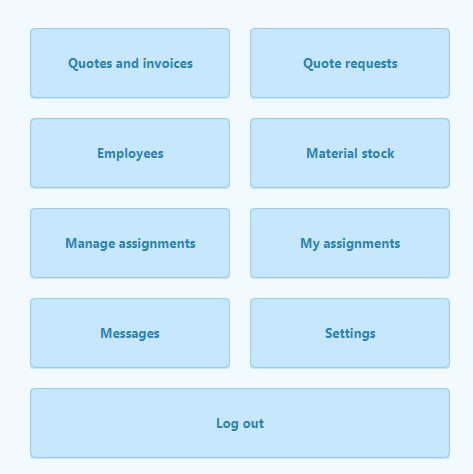 Quotes and invoices
Quote requests
Employees
Material stock
Manage assignments
My assignments
Messages
Settings
Log out